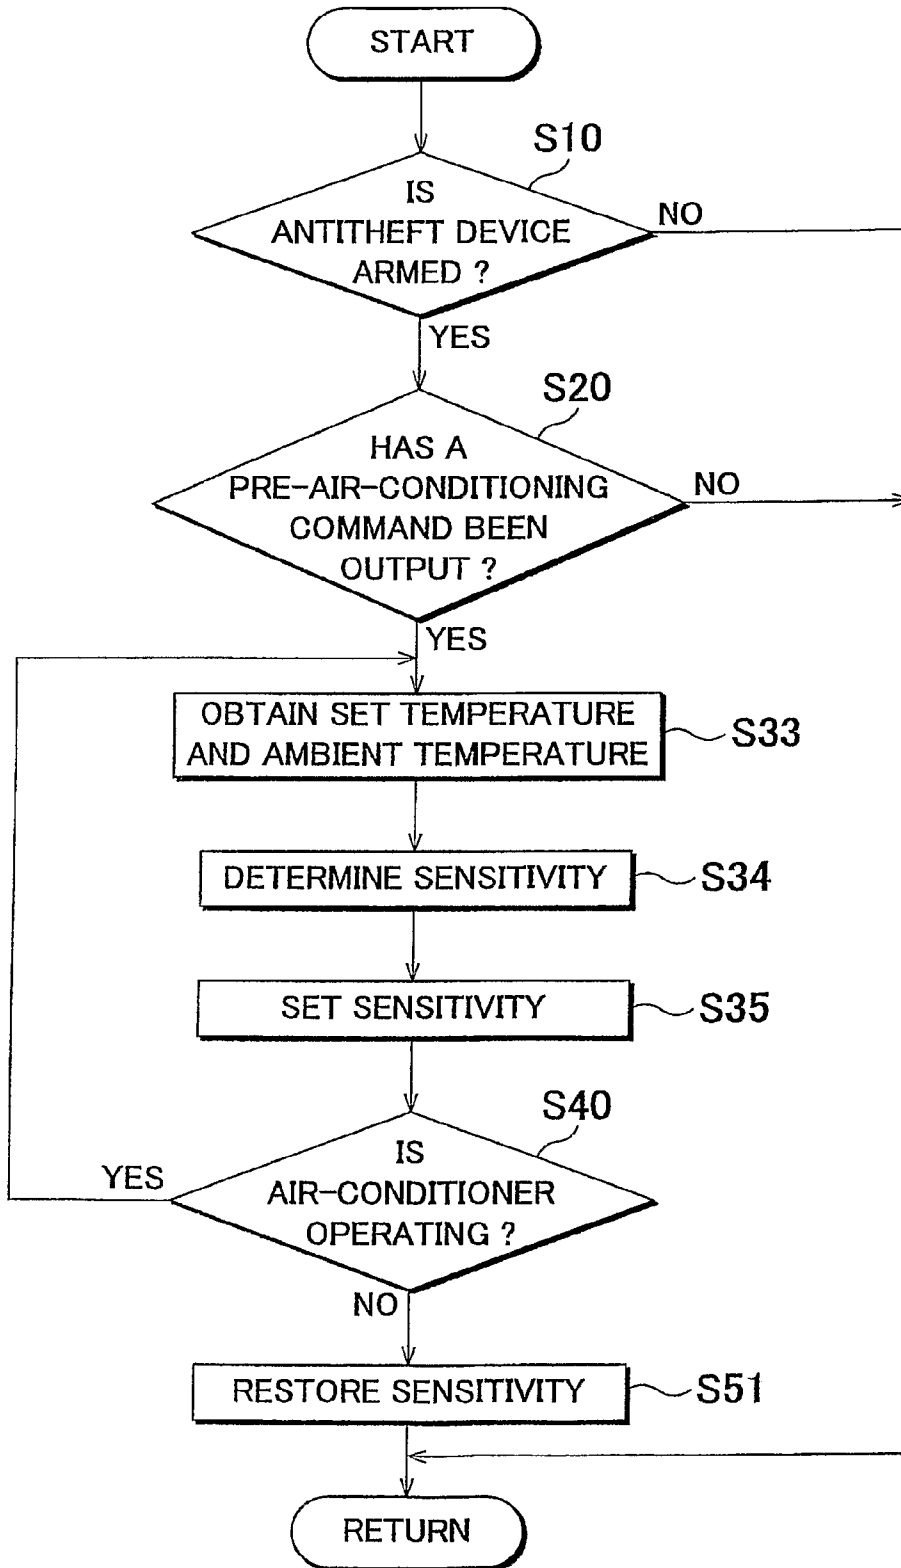 START
S10
IS
ANTITHEFT DEVICE
ARMED ?
NO
YES
S20
HAS A
PRE-AIR-CONDITIONING
COMMAND BEEN
OUTPUT ?
NO
YES
OBTAIN SET TEMPERATURE
AND AMBIENT TEMPERATURE
S33
DETERMINE SENSITIVITY
S34
SET SENSITIVITY
S35
S40
IS
AIR-CONDITIONER
OPERATING ?
YES
NO
RESTORE SENSITIVITY
S51
RETURN